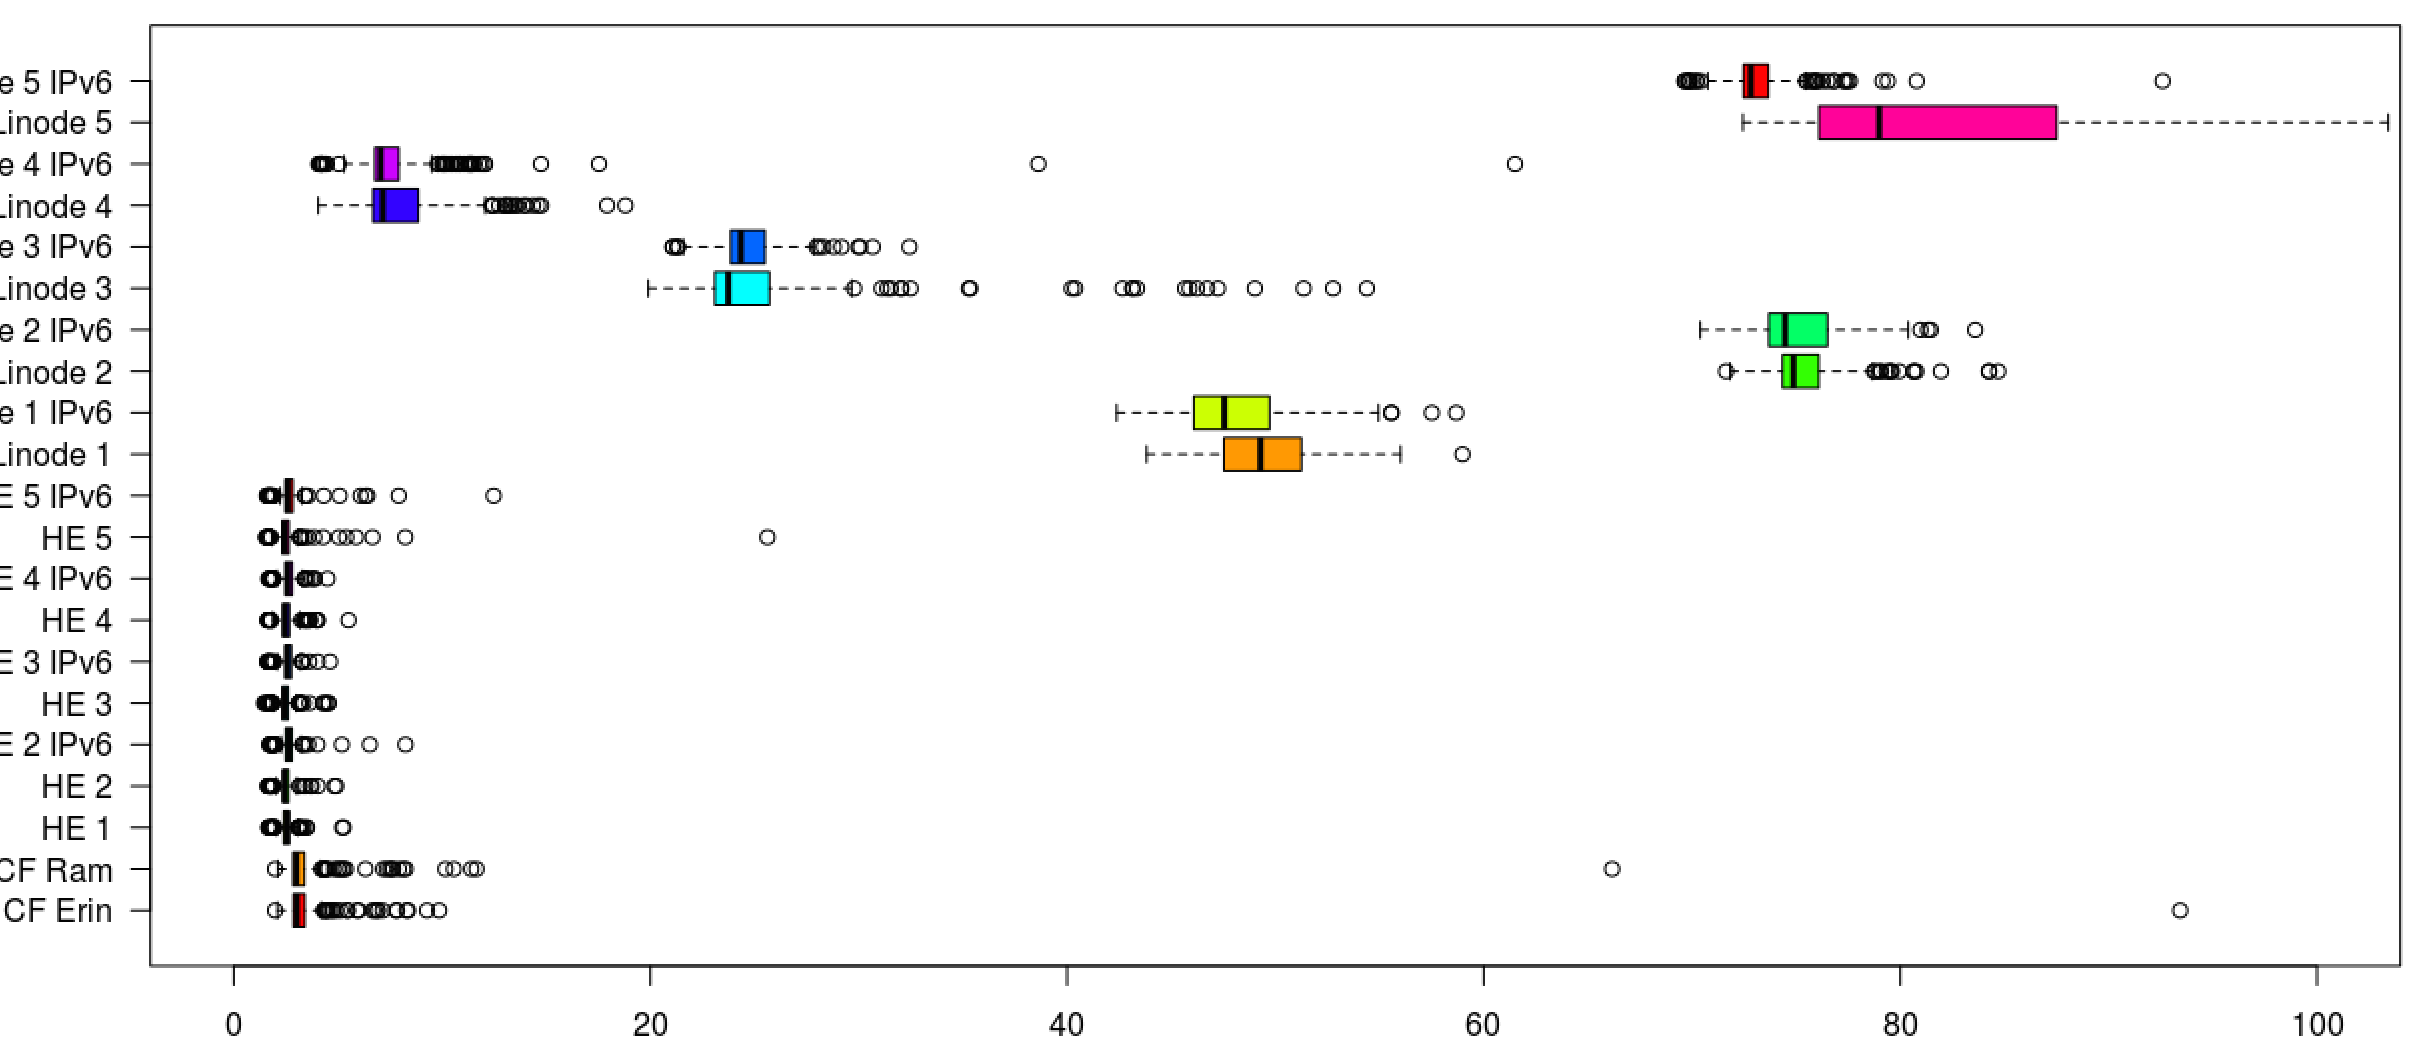 e 5 IPv6
Linode 5
e 4 IPv6
Linode 4
e 3 IPv6
Linode 3
e 2 IPv6
Linode 2
e 1 IPv6
Linode 1
E 5 IPv6
HE 5
E 4 IPv6
HE 4
E 3 IPv6
HE 3
E 2 IPv6
HE 2
HE 1
CF Ram
CF Erin
0 20 40 60 80 100